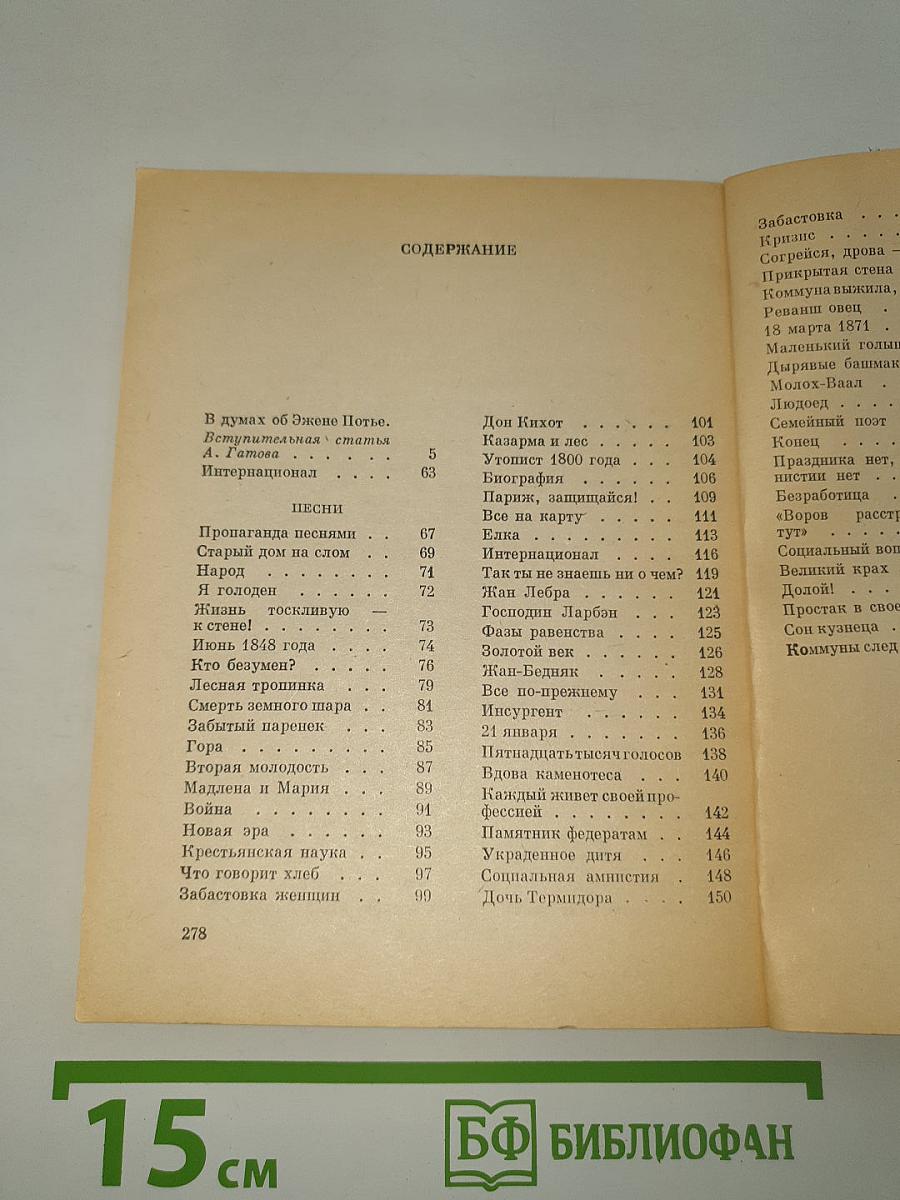 СОДЕРЖАНИЕ
В думах об Эжене Потье.
Вступительная статья
А. Гатова . . . . . . 5
Интернационал . . . . 63
ПЕСНИ
Пропаганда песнями . . 67
Старый дом на слом . . 69
Народ . . . . . . . . 71
Я голоден . . . . . . 72
Жизнь тоскливую —
к стене! . . . . . . . . 73
Июнь 1848 года . . . . 74
Кто безумен? . . . . . 76
Лесная тропинка . . . 79
Смерть земного шара . . 81
Забытый паренек . . . 83
Гора . . . . . . . . . 85
Вторая молодость . . . 87
Мадлена и Мария . . . 89
Война . . . . . . . . 91
Новая эра . . . . . . 93
Крестьянская наука . . 95
Что говорит хлеб . . . 97
Забастовка женщин . . 99
278
Дон Кихот . . . . . . 101
Казарма и лес . . . . . 103
Утопист 1800 года . . . 104
Биография . . . . . . 106
Париж, защищайся! . . 109
Все на карту . . . . . 111
Елка . . . . . . . . . 113
Интернационал . . . . 116
Так ты не знаешь ни о чем? 119
Жан Лебра . . . . . . 121
Господин Ларбэн . . . 123
Фазы равенства . . . . 125
Золотой век . . . . . . 126
Жан-Бедняк . . . . . 128
Все по-прежнему . . . 131
Инсургент . . . . . . 134
21 января . . . . . . . 136
Пятнадцать тысяч голосов 138
Вдова каменотеса . . . 140
Каждый живет своей про-
фессией . . . . . . . . 142
Памятник федератам . . 144
Украденное дитя . . . 146
Социальная амнистия . 148
Дочь Термидора . . . . 150
Забастовка . . .
Кризис . . . . .
Согрейся, дрова —
Прикрытая стена
Коммуна выжила,
Реванш овец .
18 марта 1871 .
Маленький голыш
Дырявые башмак
Молох-Ваал .
Людоед . . . .
Семейный поэт
Конец . . . .
Праздника нет,
нистии нет . .
Безработица .
«Воров расстр
тут» . . . . .
Социальный воп
Великий крах
Долой! . . .
Простак в свое
Сон кузнеца .
Коммуны след
15 см
БФ БИБЛИОФАН